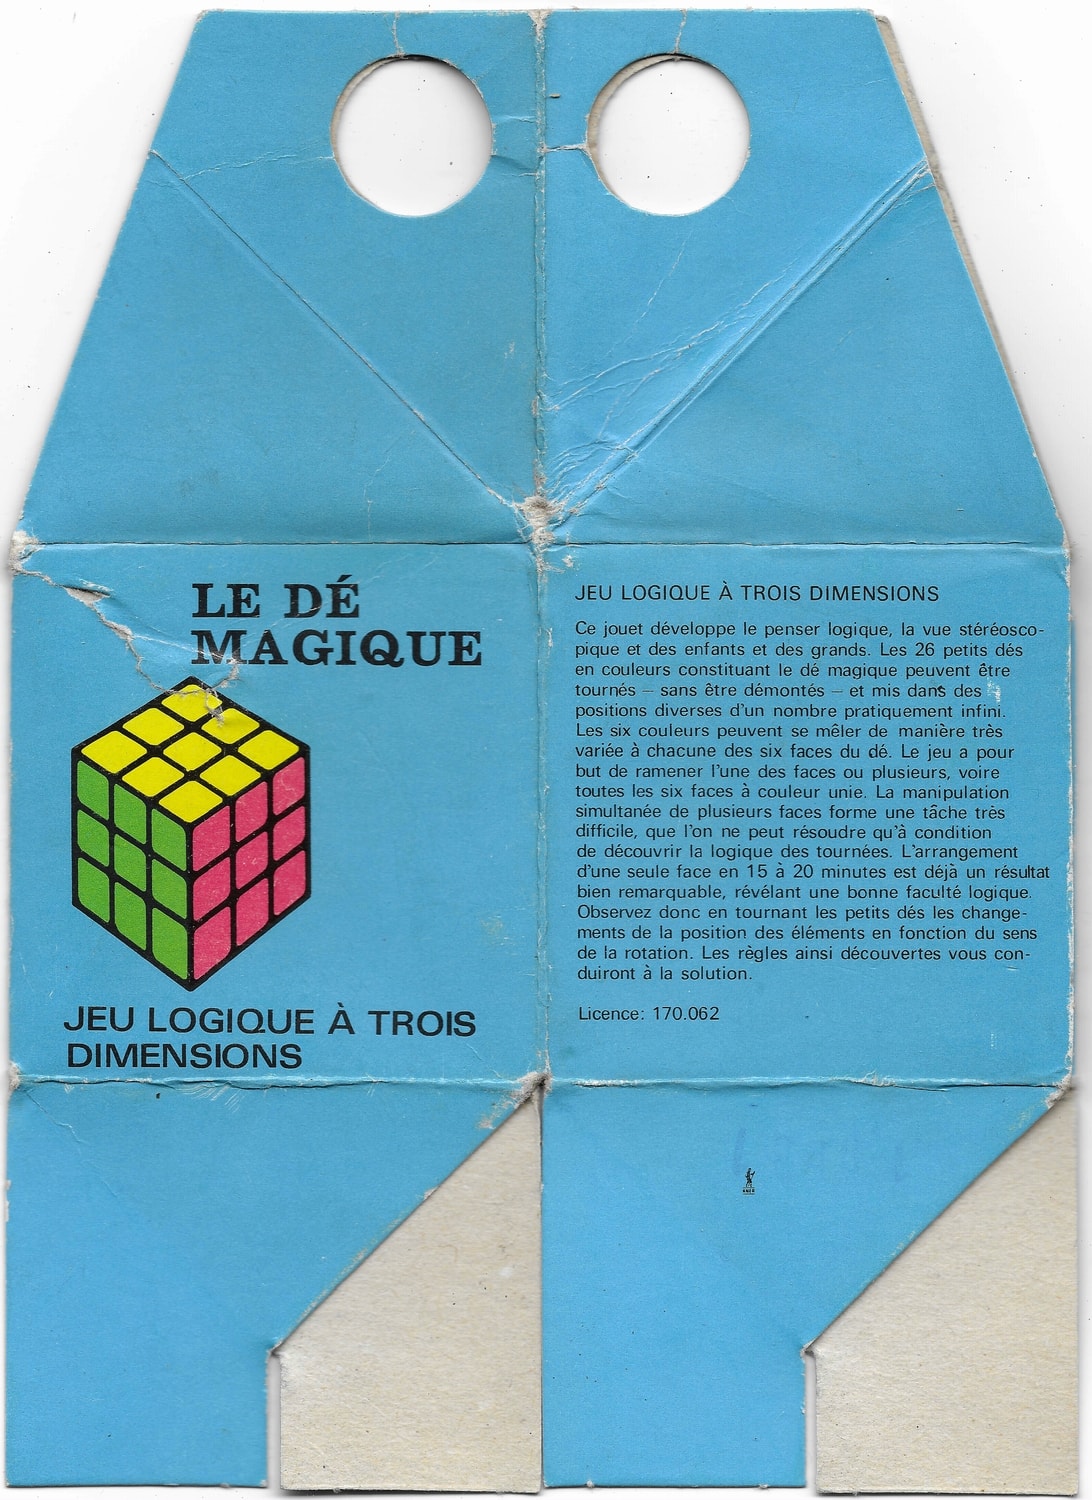 LE DÉ
MAGIQUE
JEU LOGIQUE À TROIS
DIMENSIONS
JEU LOGIQUE À TROIS DIMENSIONS
Ce jouet développe le penser logique, la vue stéréosco-
pique et des enfants et des grands. Les 26 petits dés
en couleurs constituant le dé magique peuvent être
tournés – sans être démontés – et mis dans des
positions diverses d'un nombre pratiquement infini.
Les six couleurs peuvent se mêler de manière très
variée à chacune des six faces du dé. Le jeu a pour
but de ramener l'une des faces ou plusieurs, voire
toutes les six faces à couleur unie. La manipulation
simultanée de plusieurs faces forme une tâche très
difficile, que l'on ne peut résoudre qu'à condition
de découvrir la logique des tournées. L'arrangement
d'une seule face en 15 à 20 minutes est déjà un résultat
bien remarquable, révélant une bonne faculté logique.
Observez donc en tournant les petits dés les change-
ments de la position des éléments en fonction du sens
de la rotation. Les règles ainsi découvertes vous con-
duiront à la solution.
Licence: 170.062